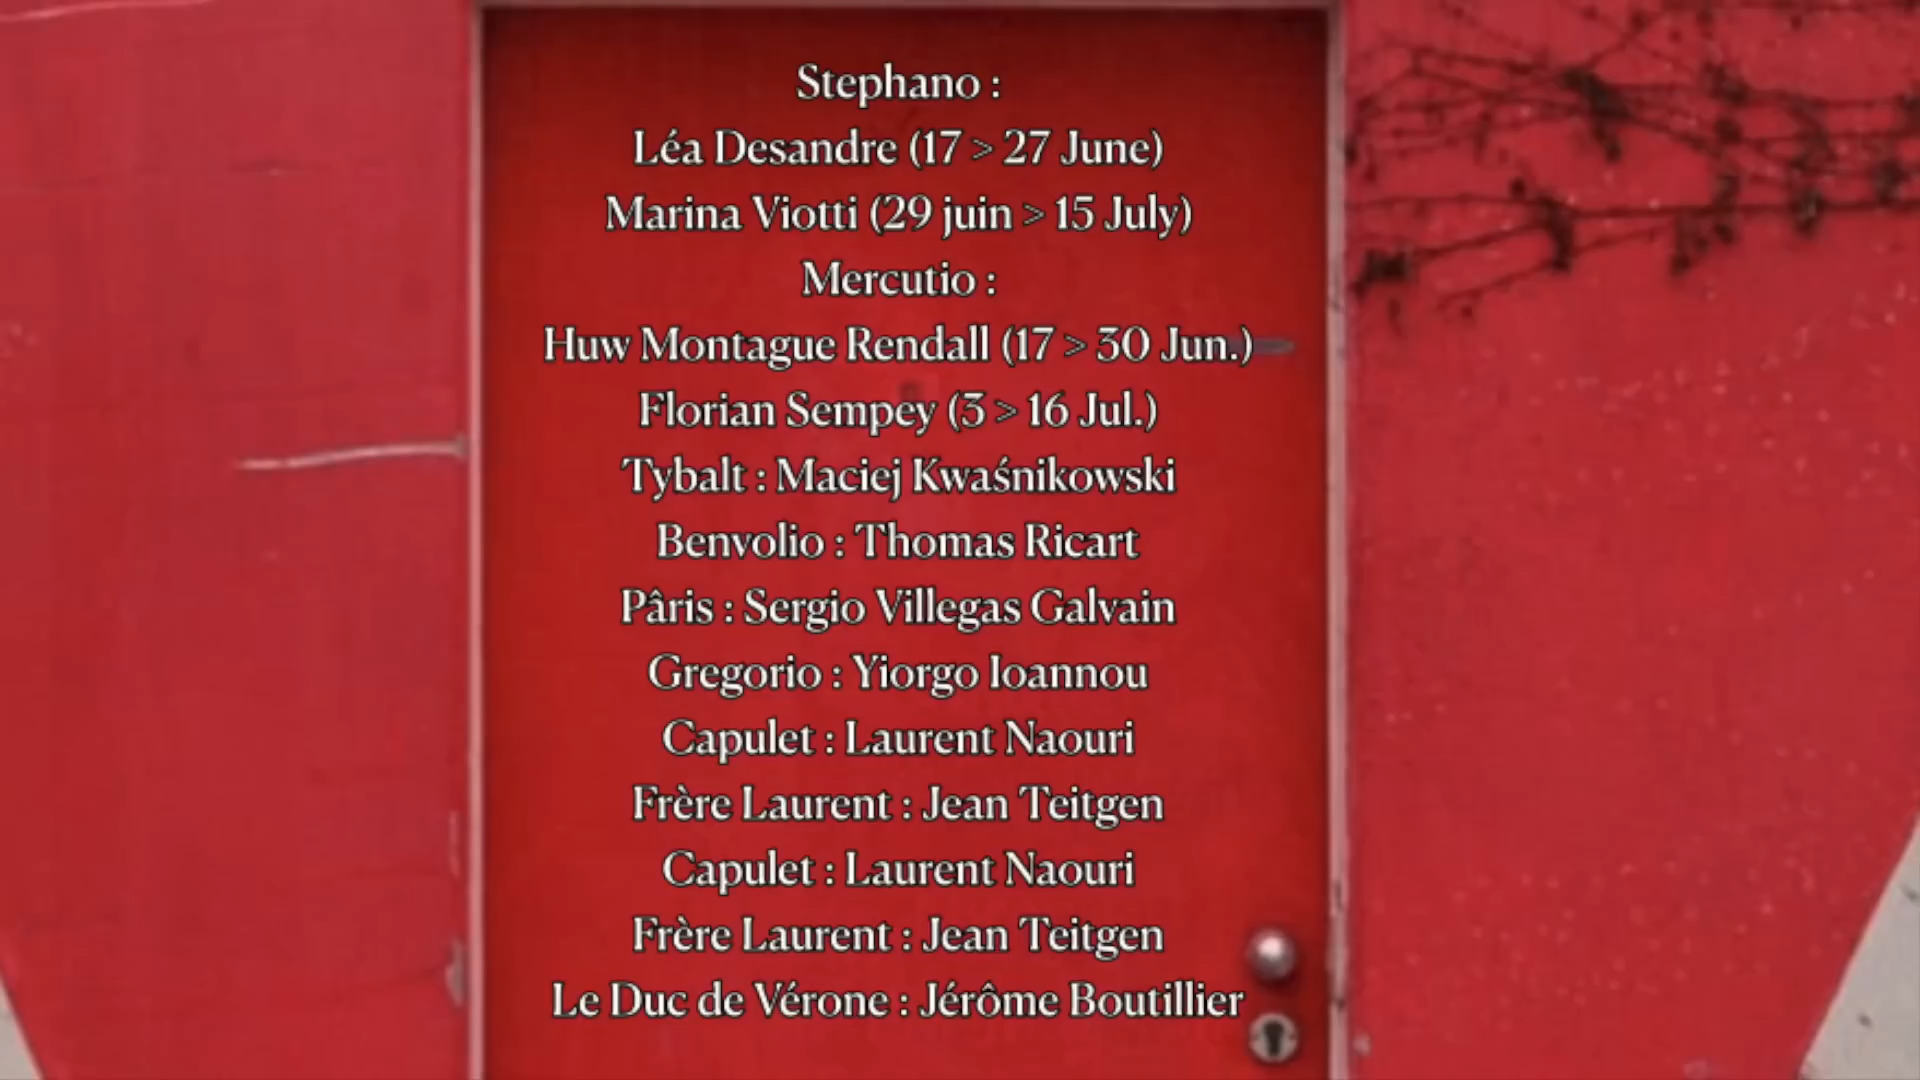 Stephano :
Léa Desandre (17 > 27 June)
Marina Viotti (29 juin > 15 July)
Mercutio :
Huw Montague Rendall (17 > 30 Jun.)
Florian Sempey (3 > 16 Jul.)
Tybalt : Maciej Kwaśnikowski
Benvolio : Thomas Ricart
Pâris : Sergio Villegas Galvain
Gregorio : Yiorgo Ioannou
Capulet : Laurent Naouri
Frère Laurent : Jean Teitgen
Capulet : Laurent Naouri
Frère Laurent : Jean Teitgen
Le Duc de Vérone : Jérôme Boutillier